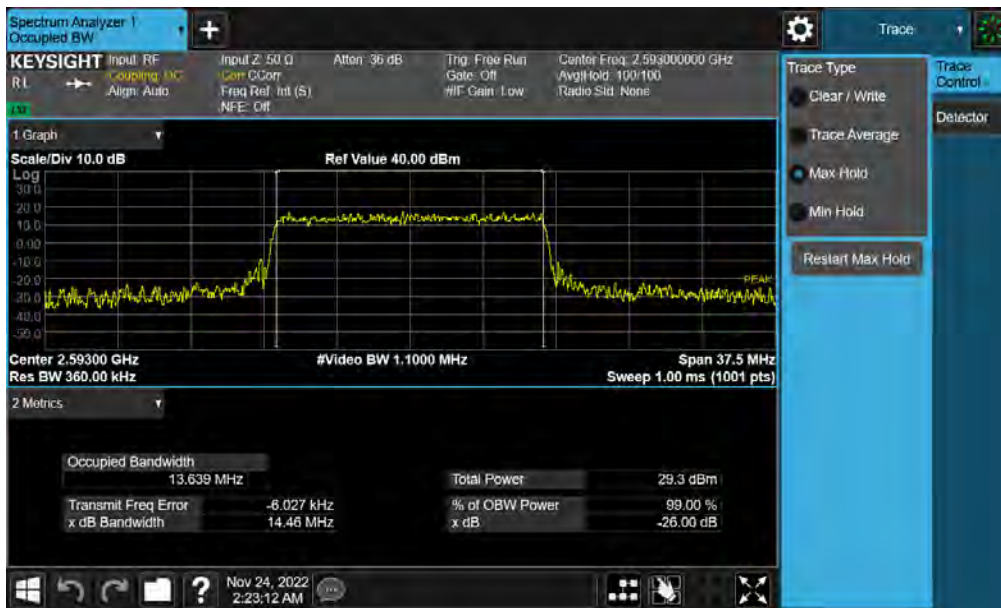 Spectrum Analyzer 1
Occupied BW
Trace
KEYSIGHT
Input: RF
Coupling: DC
Align: Auto
RL
LXI
Input Z: 50 Ω
Corr CCorr
Freq Ref: Int (S)
NFE: Off
Atten: 36 dB
Trig: Free Run
Gate: Off
#IF Gain: Low
Center Freq: 2.593000000 GHz
Avg|Hold: 100/100
Radio Std: None
1 Graph
Scale/Div 10.0 dB
Ref Value 40.00 dBm
Log
30.0
20.0
10.0
0.00
-10.0
-20.0
-30.0
-40.0
-50.0
PEAK
Center 2.59300 GHz
#Video BW 1.1000 MHz
Span 37.5 MHz
Res BW 360.00 kHz
Sweep 1.00 ms (1001 pts)
2 Metrics
Occupied Bandwidth
13.639 MHz
Total Power 29.3 dBm
Transmit Freq Error -6.027 kHz
% of OBW Power 99.00 %
x dB Bandwidth 14.46 MHz
x dB -26.00 dB
Nov 24, 2022
2:23:12 AM
Trace Type
Clear / Write
Trace Average
Max Hold
Min Hold
Restart Max Hold
Trace
Control
Detector